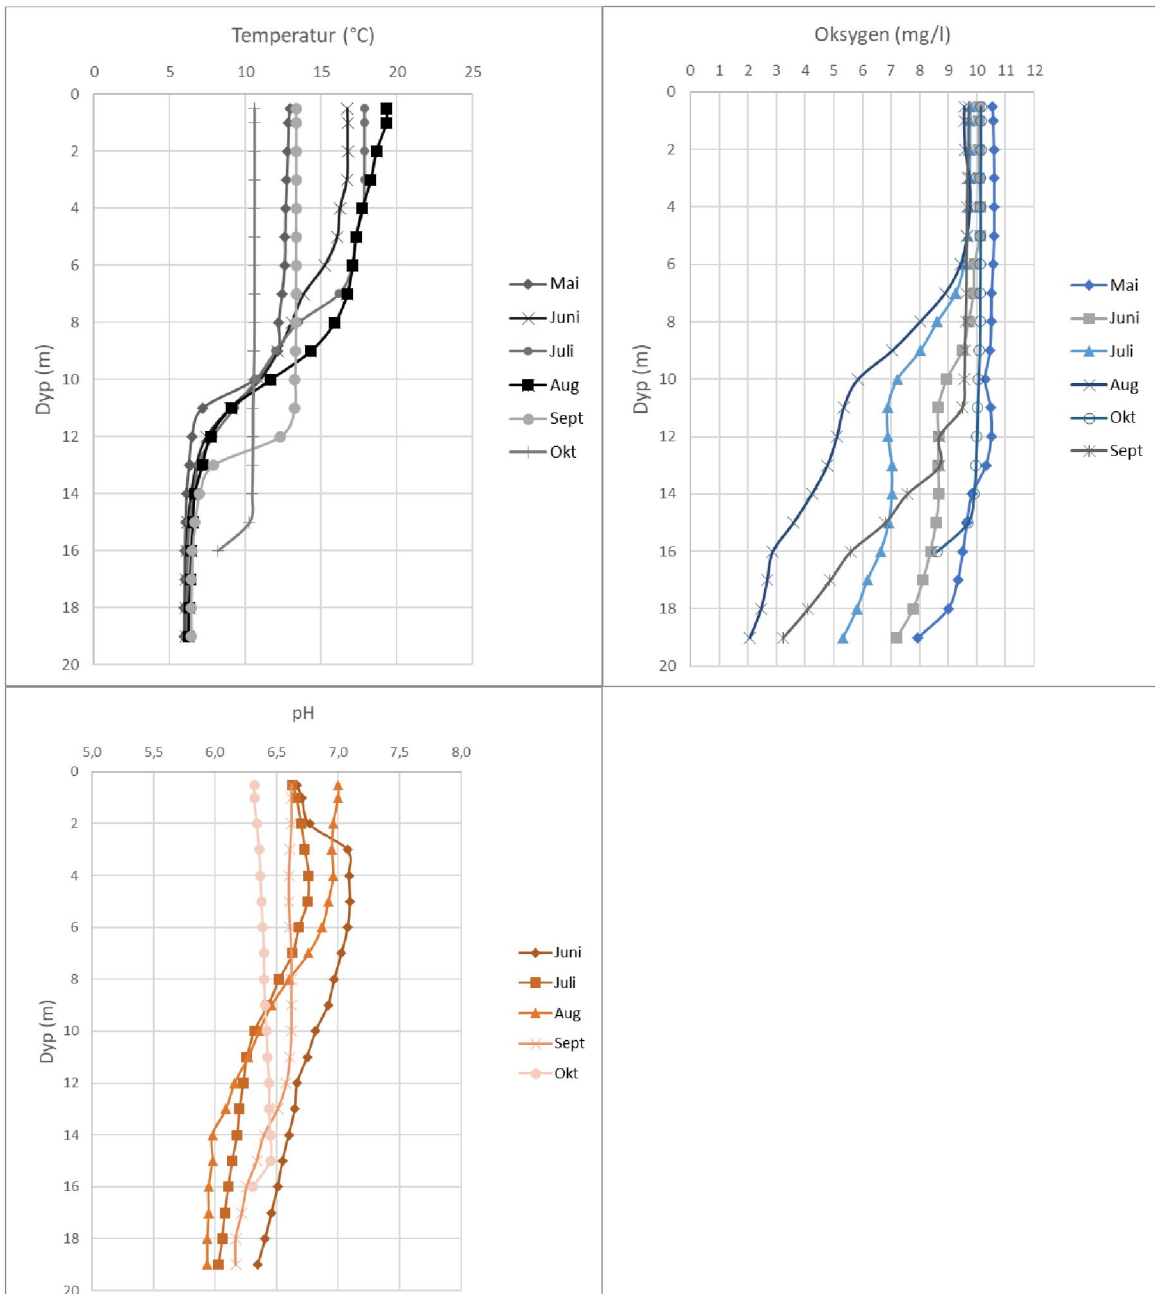 Temperatur (°C)
0 5 10 15 20 25
0
2
4
6
8
10
12
14
16
18
20
Dyp (m)
Mai
Juni
Juli
Aug
Sept
Okt
Oksygen (mg/l)
0 1 2 3 4 5 6 7 8 9 10 11 12
0
2
4
6
8
10
12
14
16
18
20
Dyp (m)
Mai
Juni
Juli
Aug
Okt
Sept
pH
5,0 5,5 6,0 6,5 7,0 7,5 8,0
0
2
4
6
8
10
12
14
16
18
20
Dyp (m)
Juni
Juli
Aug
Sept
Okt